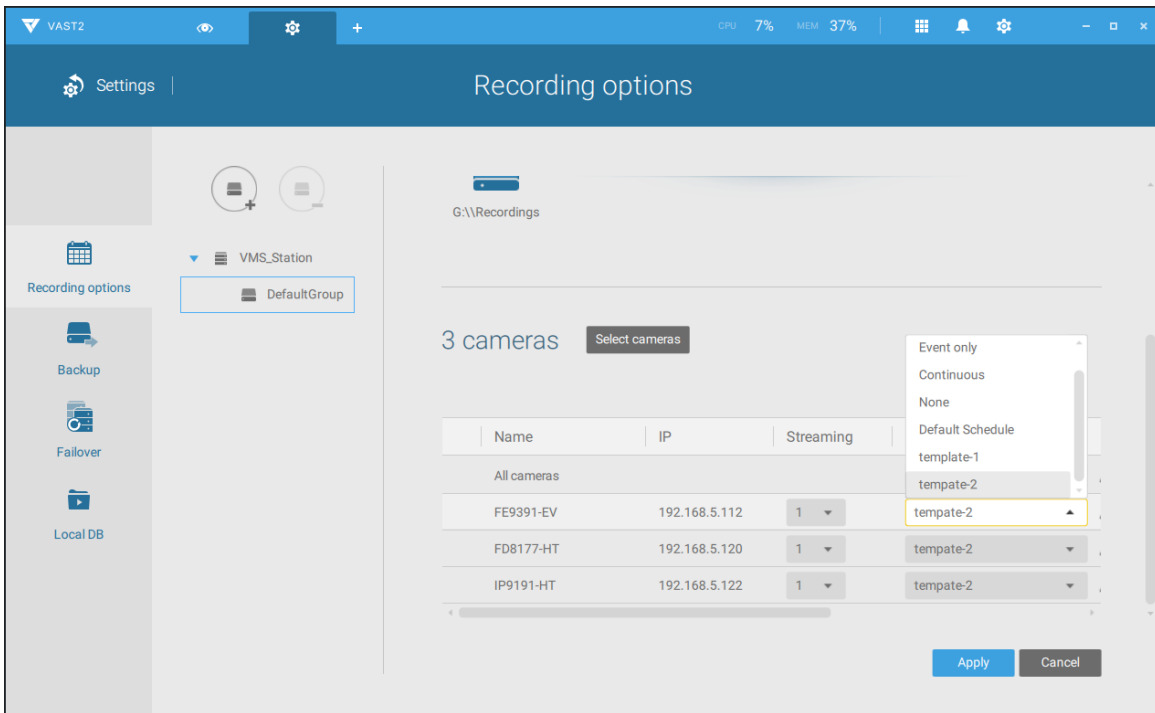 VAST2
+
CPU 7% MEM 37%
Settings
Recording options
G:\\Recordings
Recording options
Backup
Failover
Local DB
VMS_Station
DefaultGroup
3 cameras
Select cameras
Event only
Continuous
None
Default Schedule
template-1
tempate-2
Name IP Streaming
All cameras
FE9391-EV 192.168.5.112 1 tempate-2
FD8177-HT 192.168.5.120 1 tempate-2
IP9191-HT 192.168.5.122 1 tempate-2
Apply Cancel